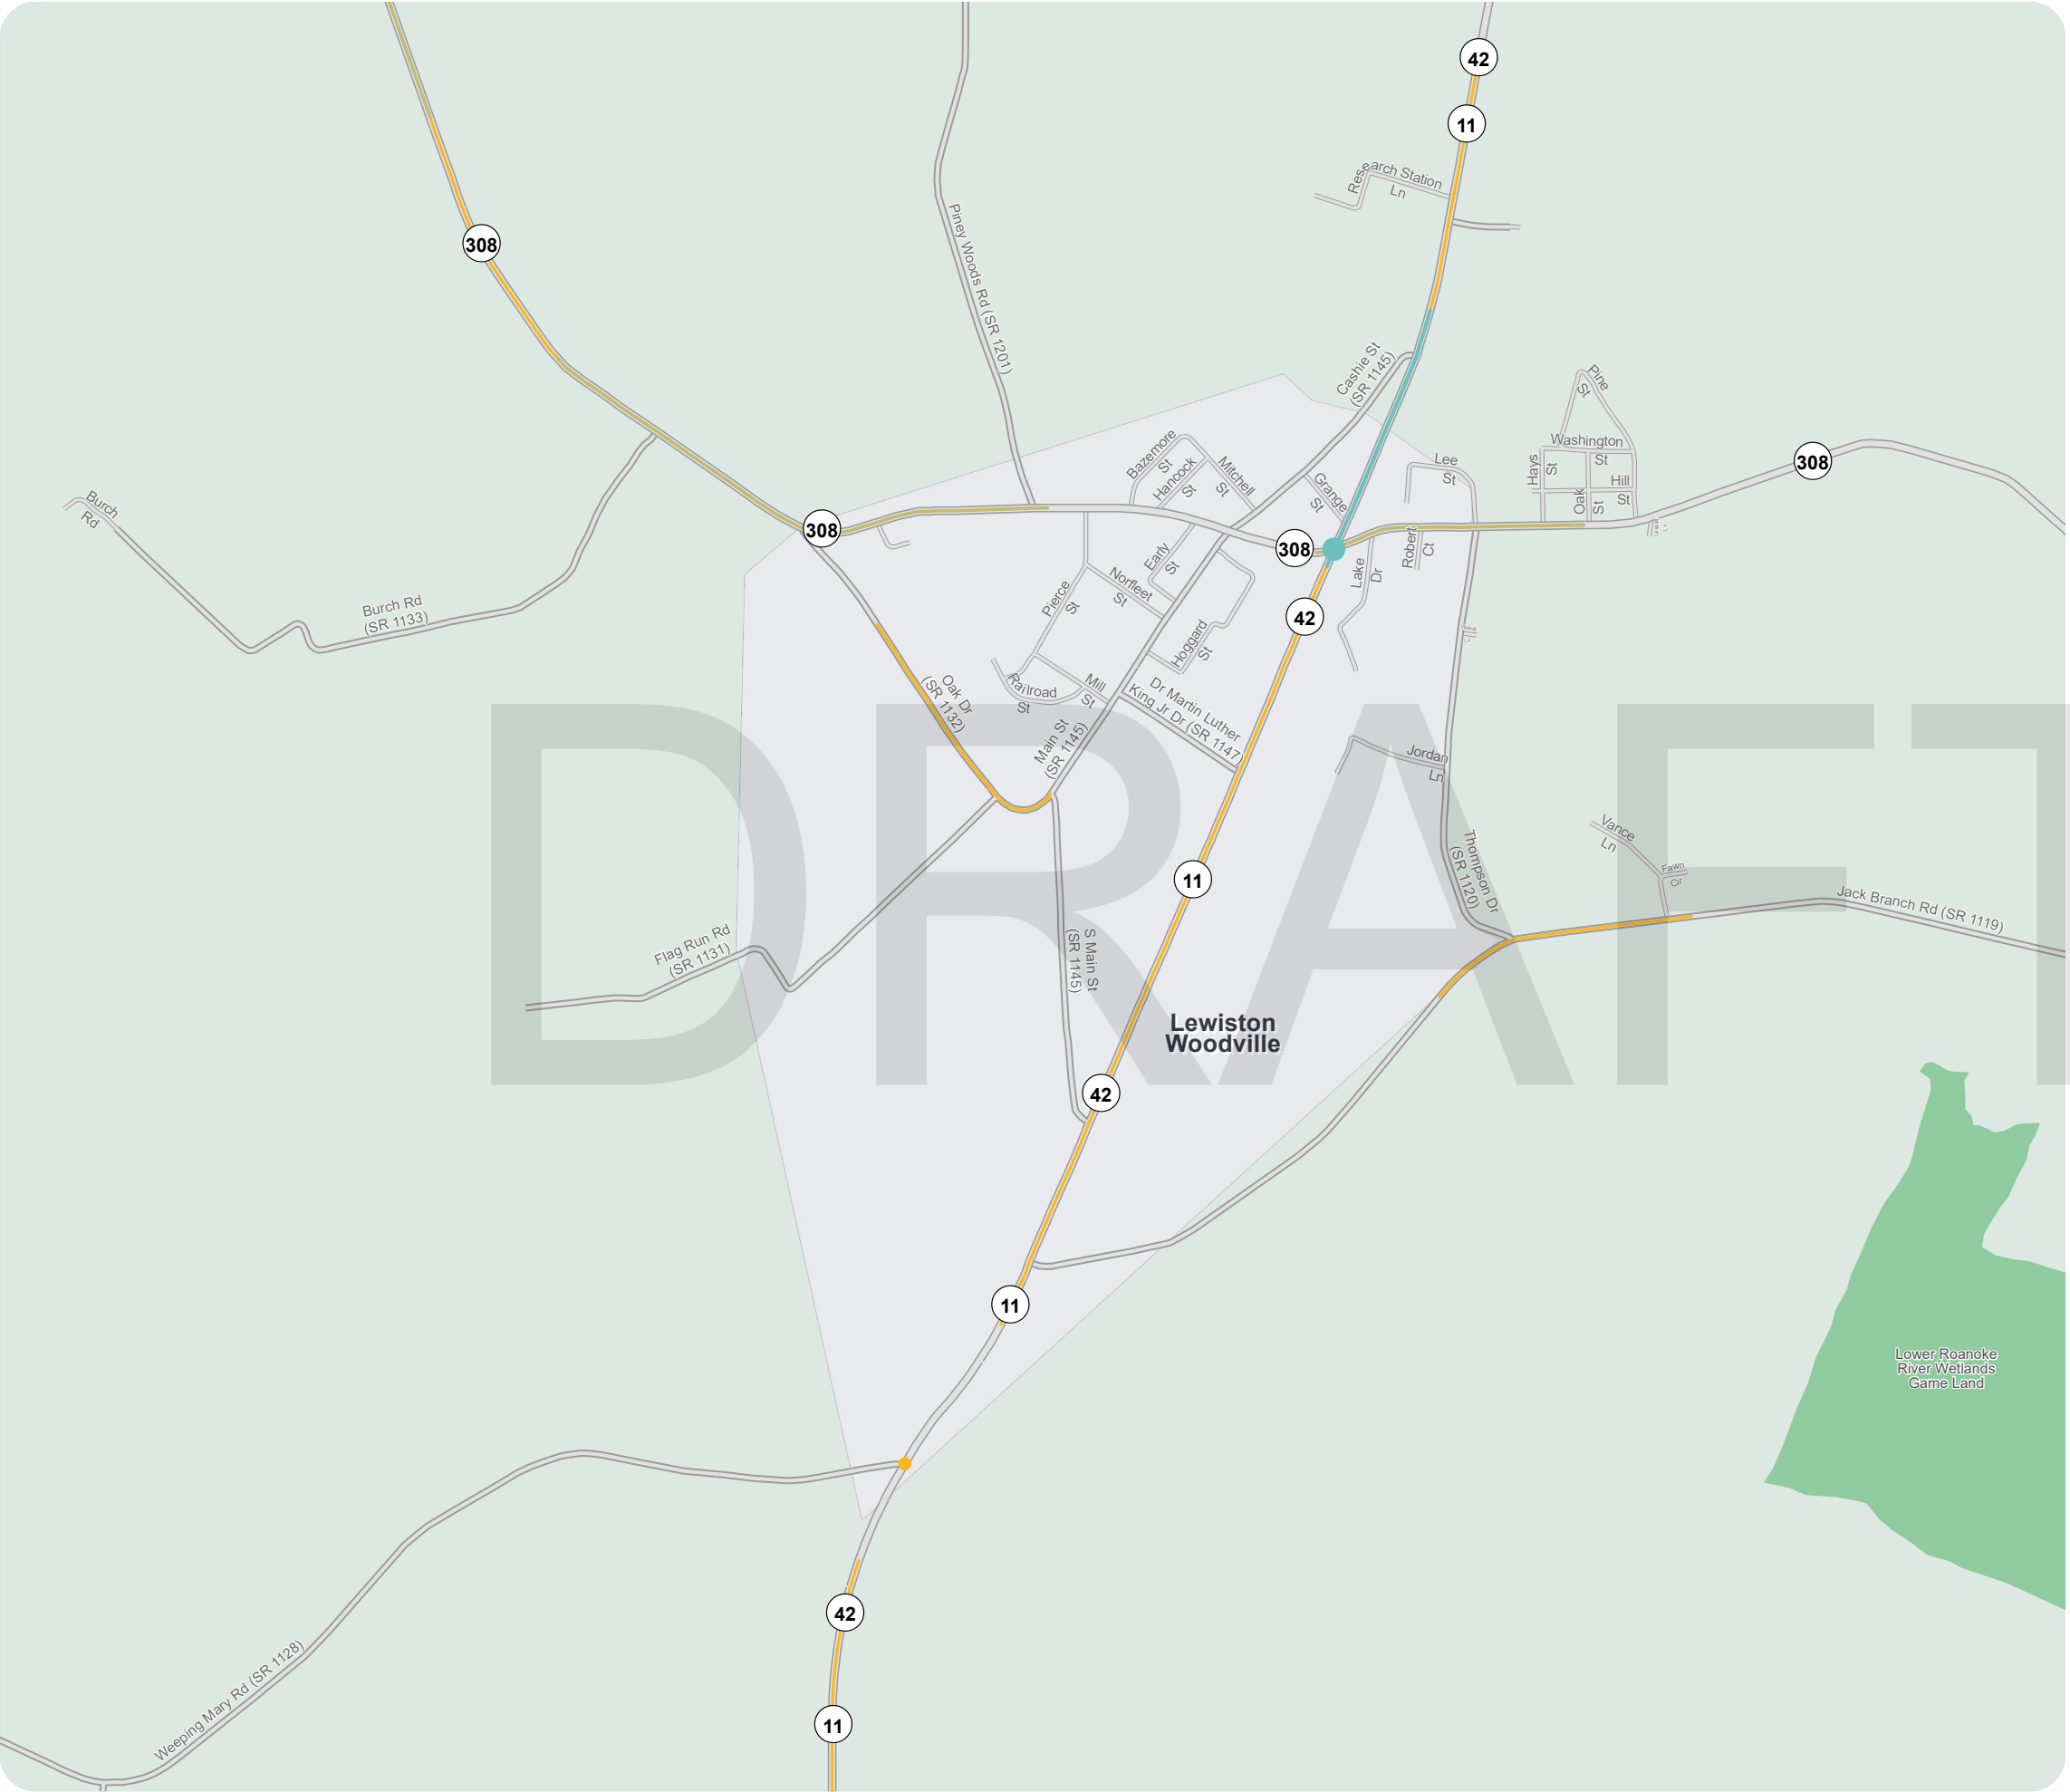 42
11
Research Station
Ln
308
Piney Woods Rd (SR 1201)
Cashie St
(SR 1145)
Pine
St
Washington
St
Hays
St
Hill
St
Oak
St
308
Bazemore
St
Hancock
St
Mitchell
St
Grange
St
Lee
St
Burch
Rd
308
308
Robert
Ct
Lake
Dr
Early
St
Norfleet
St
Pierce
St
Burch Rd
(SR 1133)
42
Hoggard
St
Oak Dr
(SR 1132)
Railroad
St
Mill
St
Dr Martin Luther
King Jr Dr (SR 1147)
Main St
(SR 1145)
Jordan
Ln
DRAFT
Vance
Ln
Fawn
Cir
Thompson Dr
(SR 1120)
11
Jack Branch Rd (SR 1119)
Flag Run Rd
(SR 1131)
S Main St
(SR 1145)
Lewiston
Woodville
42
11
Lower Roanoke
River Wetlands
Game Land
42
Weeping Mary Rd (SR 1128)
11